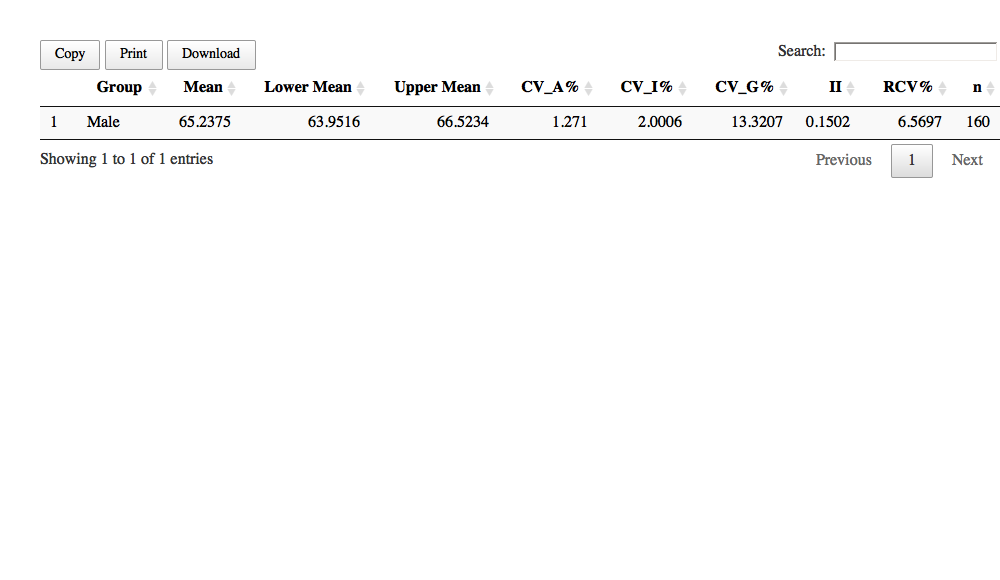 Copy Print Download Search:
Group Mean Lower Mean Upper Mean CV_A% CV_I% CV_G% II RCV% n
1 Male 65.2375 63.9516 66.5234 1.271 2.0006 13.3207 0.1502 6.5697 160
Showing 1 to 1 of 1 entries Previous 1 Next